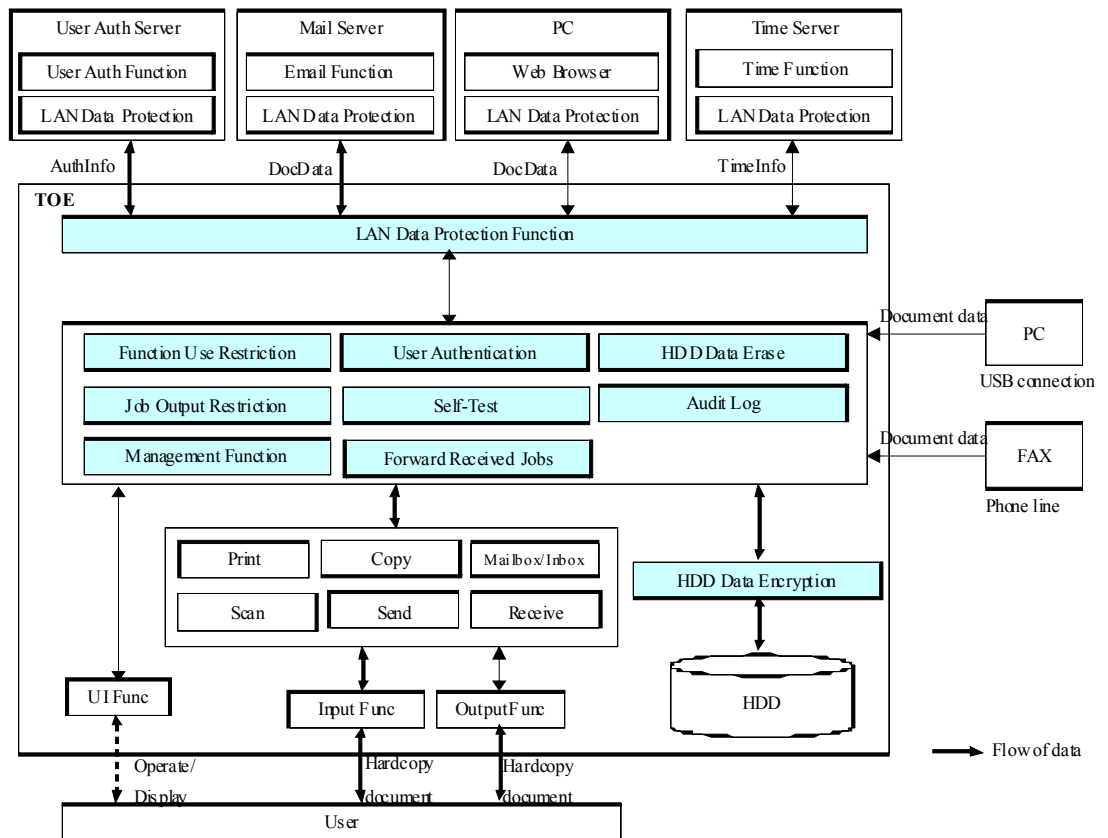 User Auth Server
User Auth Function
LAN Data Protection
Mail Server
Email Function
LAN Data Protection
PC
Web Browser
LAN Data Protection
Time Server
Time Function
LAN Data Protection
AuthInfo
DocData
DocData
TimeInfo
TOE
LAN Data Protection Function
Function Use Restriction
User Authentication
HDD Data Erase
Job Output Restriction
Self-Test
Audit Log
Management Function
Forward Received Jobs
Document data
PC
USB connection
Document data
FAX
Phone line
Print
Copy
Mailbox/Inbox
Scan
Send
Receive
HDD Data Encryption
HDD
UI Func
Input Func
Output Func
Flow of data
Operate/
Display
Hardcopy
document
Hardcopy
document
User